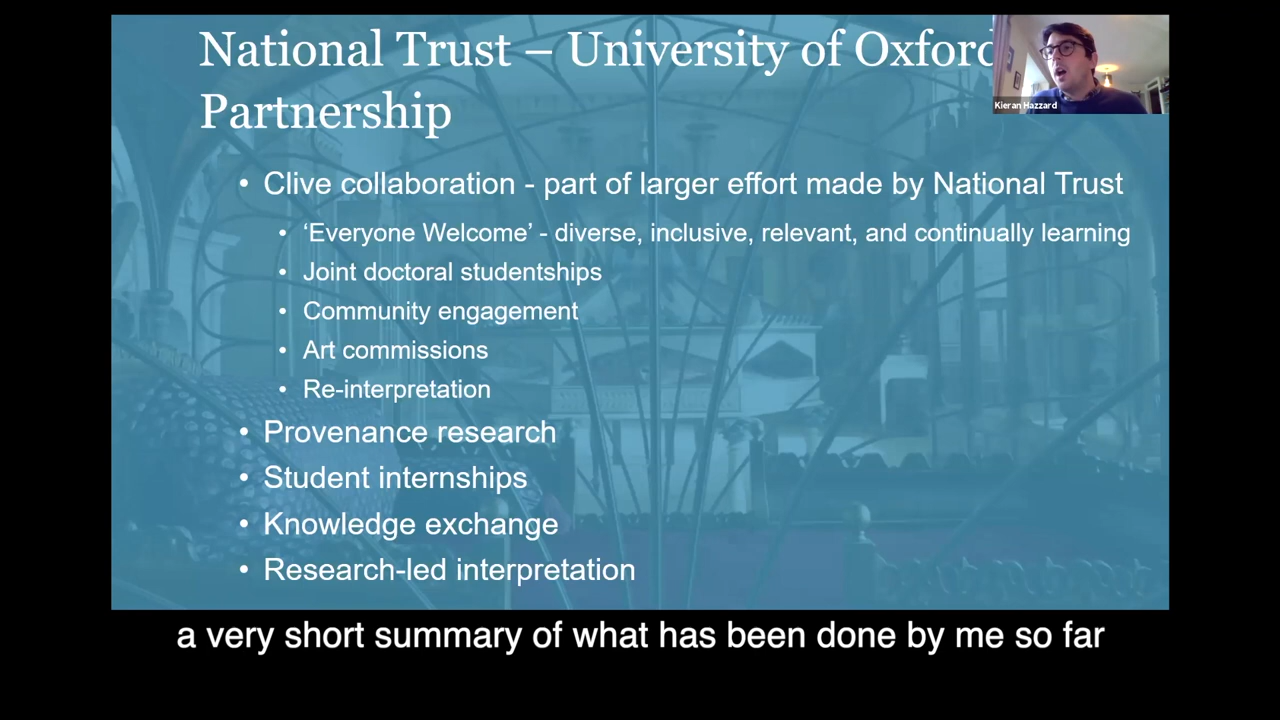 National Trust – University of Oxford
Partnership
Kieran Hazzard
• Clive collaboration - part of larger effort made by National Trust
• ‘Everyone Welcome’ - diverse, inclusive, relevant, and continually learning
• Joint doctoral studentships
• Community engagement
• Art commissions
• Re-interpretation
• Provenance research
• Student internships
• Knowledge exchange
• Research-led interpretation
a very short summary of what has been done by me so far